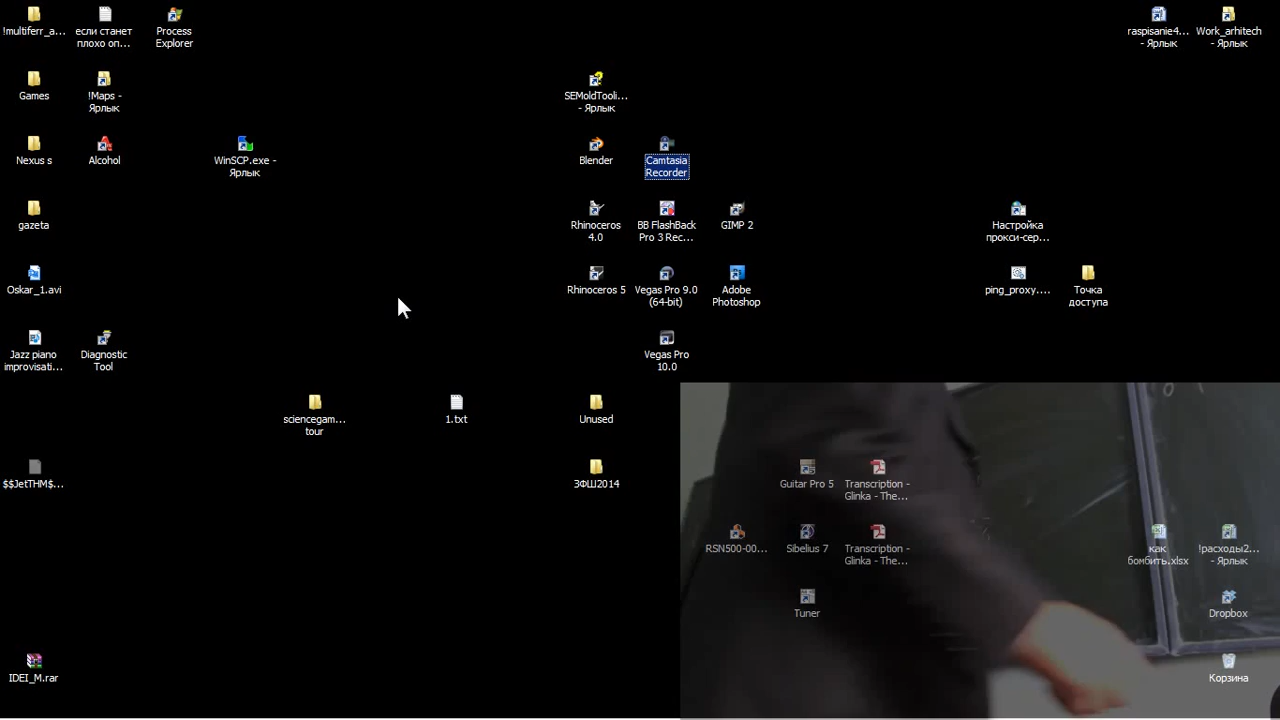 !multiferr_a...
если станет
плохо оп...
Process
Explorer
raspisanie4...
- Ярлык
Work_arhitech
- Ярлык
Games
!Maps -
Ярлык
SEMoldTooli...
- Ярлык
Nexus s
Alcohol
WinSCP.exe -
Ярлык
Blender
Camtasia
Recorder
gazeta
Rhinoceros
4.0
BB FlashBack
Pro 3 Rec...
GIMP 2
Настройка
прокси-сер...
Oskar_1.avi
Rhinoceros 5
Vegas Pro 9.0
(64-bit)
Adobe
Photoshop
ping_proxy....
Точка
доступа
Jazz piano
improvisati...
Diagnostic
Tool
Vegas Pro
10.0
sciencegam...
tour
1.txt
Unused
$$JetTHM$...
ЗФШ2014
Guitar Pro 5
Transcription -
Glinka - The...
RSN500-00...
Sibelius 7
Transcription -
Glinka - The...
как
бомбить.xlsx
!расходы2...
- Ярлык
Tuner
Dropbox
IDEI_M.rar
Корзина